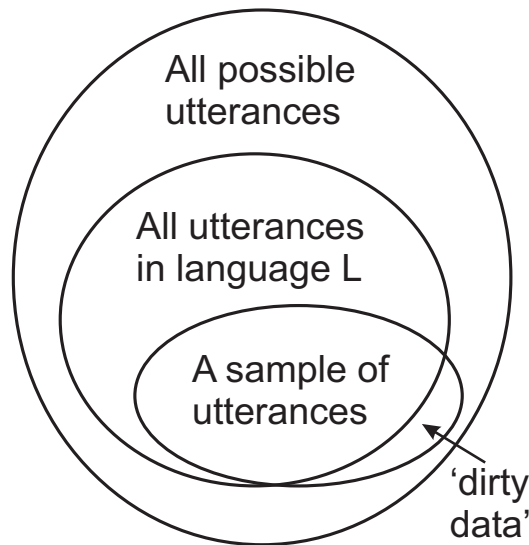 All possible
utterances
All utterances
in language L
A sample of
utterances
‘dirty
data’